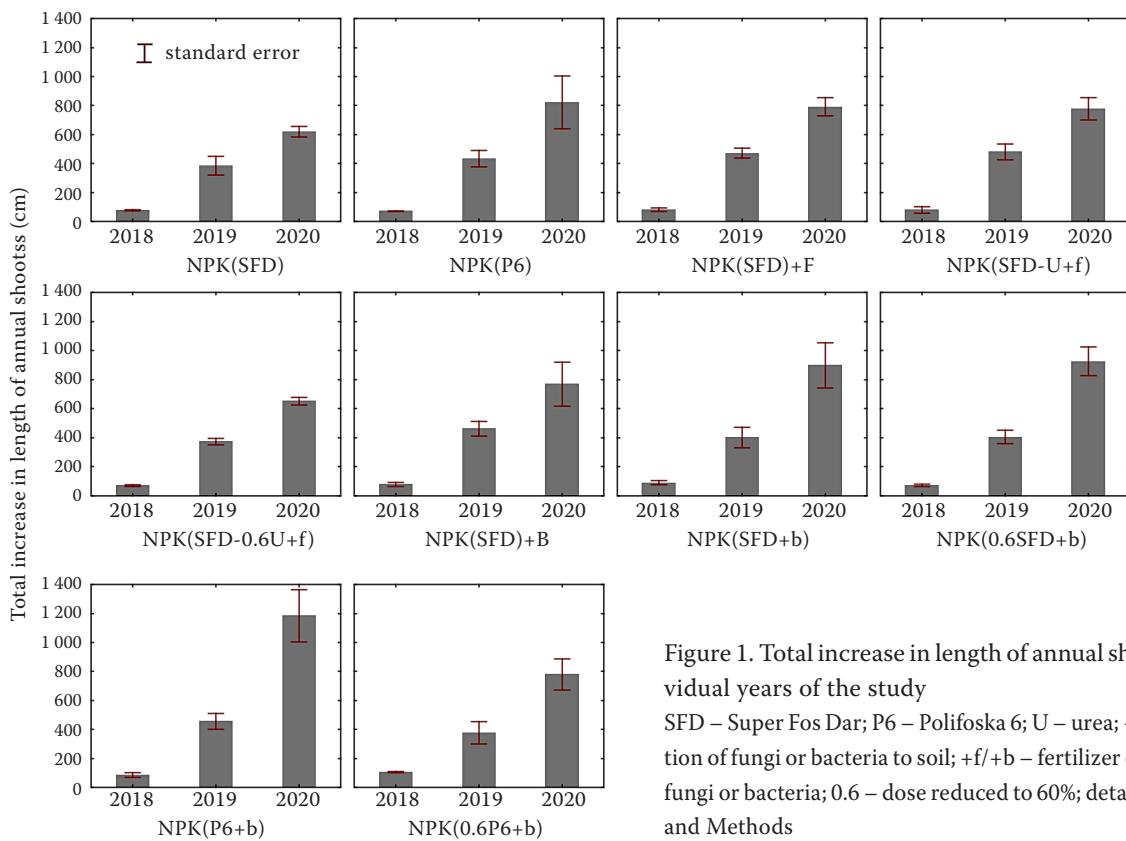 Total increase in length of annual shootss (cm)
1 400
1 200
1 000
800
600
400
200
0
standard error
2018 2019 2020
NPK(SFD)
2018 2019 2020
NPK(P6)
2018 2019 2020
NPK(SFD)+F
2018 2019 2020
NPK(SFD-U+f)
1 400
1 200
1 000
800
600
400
200
0
2018 2019 2020
NPK(SFD-0.6U+f)
2018 2019 2020
NPK(SFD)+B
2018 2019 2020
NPK(SFD+b)
2018 2019 2020
NPK(0.6SFD+b)
1 400
1 200
1 000
800
600
400
200
0
2018 2019 2020
NPK(P6+b)
2018 2019 2020
NPK(0.6P6+b)
Figure 1. Total increase in length of annual sh
vidual years of the study
SFD – Super Fos Dar; P6 – Polifoska 6; U – urea;
tion of fungi or bacteria to soil; +f/+b – fertilizer
fungi or bacteria; 0.6 – dose reduced to 60%; deta
and Methods